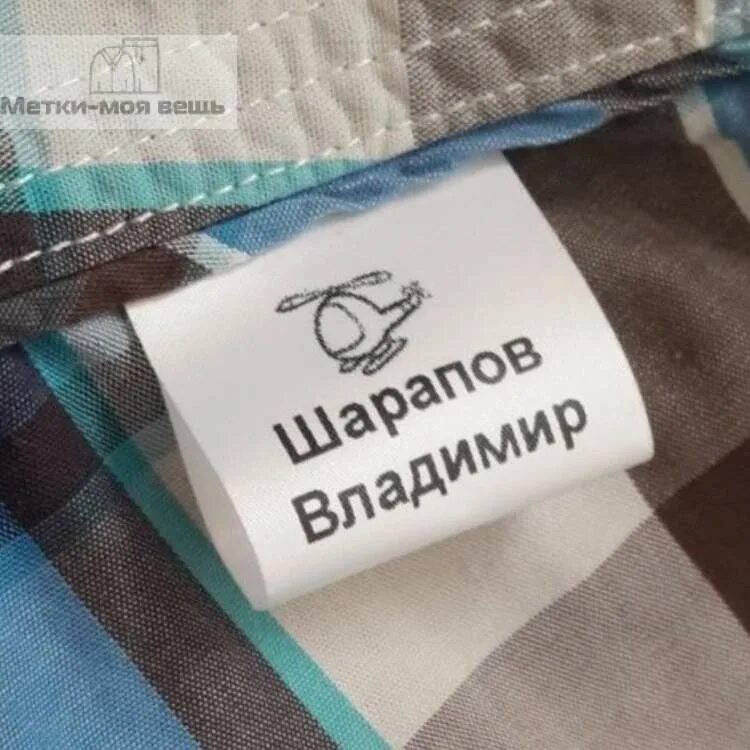 Метки-моя вещь
Шарапов
Владимир